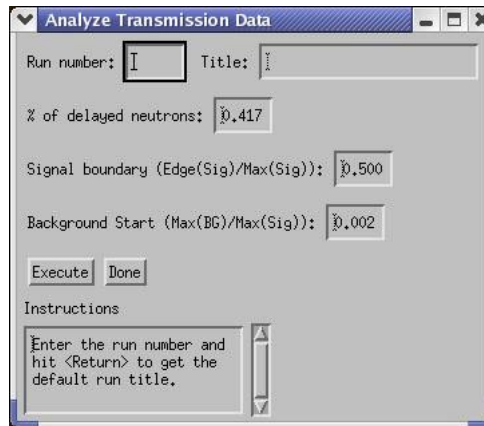 Analyze Transmission Data
Run number: Title:
% of delayed neutrons: 0.417
Signal boundary (Edge(Sig)/Max(Sig)): 0.500
Background Start (Max(BG)/Max(Sig)): 0.002
Execute Done
Instructions
Enter the run number and
hit <Return> to get the
default run title.